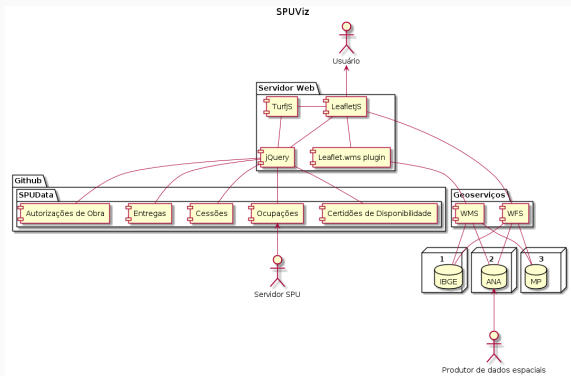 SPUViz
Usuário
Servidor Web
TurfJS
LeafletJS
jQuery
Leaflet.wms plugin
Github
SPUData
Autorizações de Obra
Entregas
Cessões
Ocupações
Certidões de Disponibilidade
Geoserviços
WMS
WFS
1
2
3
IBGE
ANA
MP
Servidor SPU
Produtor de dados espaciais